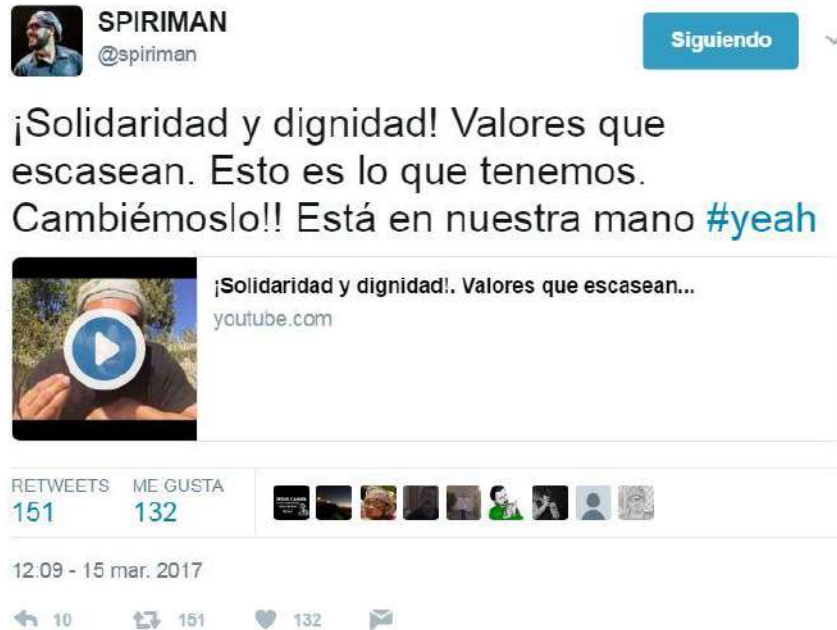 SPIRIMAN
@spiriman
Siguiendo
¡Solidaridad y dignidad! Valores que
escasean. Esto es lo que tenemos.
Cambiémoslo!! Está en nuestra mano #yeah
¡Solidaridad y dignidad!. Valores que escasean...
youtube.com
RETWEETS ME GUSTA
151 132
12:09 - 15 mar. 2017
10 151 132